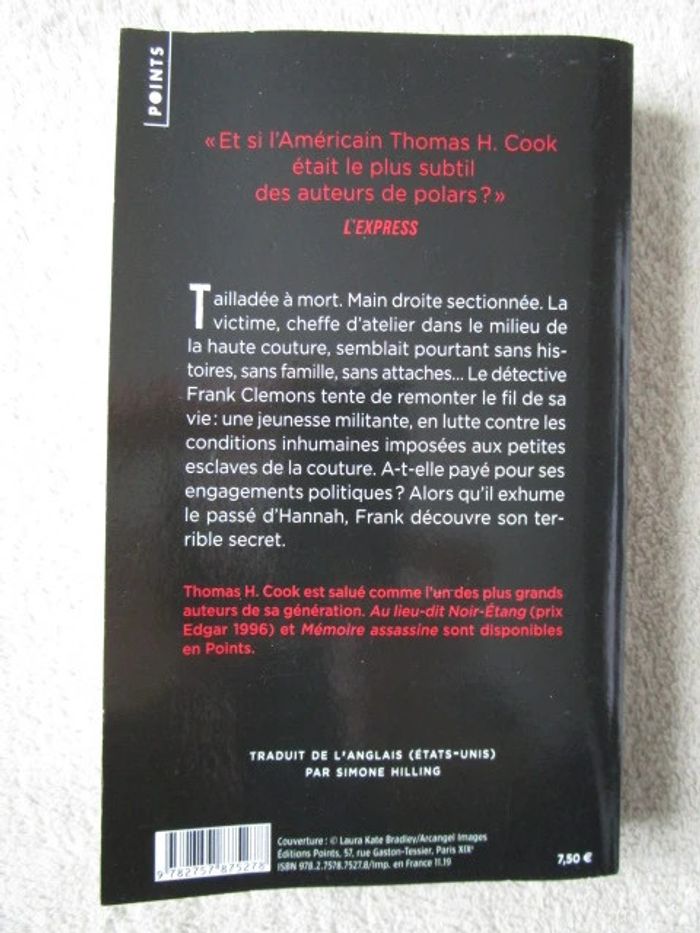 POINTS
« Et si l'Américain Thomas H. Cook
était le plus subtil
des auteurs de polars ? »
L'EXPRESS
Tailladée à mort. Main droite sectionnée. La
victime, cheffe d'atelier dans le milieu de
la haute couture, semblait pourtant sans his-
toires, sans famille, sans attaches... Le détective
Frank Clemons tente de remonter le fil de sa
vie : une jeunesse militante, en lutte contre les
conditions inhumaines imposées aux petites
esclaves de la couture. A-t-elle payé pour ses
engagements politiques ? Alors qu'il exhume
le passé d'Hannah, Frank découvre son ter-
rible secret.
Thomas H. Cook est salué comme l'un des plus grands
auteurs de sa génération. Au lieu-dit Noir-Étang (prix
Edgar 1996) et Mémoire assassine sont disponibles
en Points.
TRADUIT DE L'ANGLAIS (ÉTATS-UNIS)
PAR SIMONE HILLING
Couverture : © Laura Kate Bradley/Arcangel Images
Éditions Points, 57, rue Gaston-Tessier, Paris XIXe
ISBN 978.2.7578.7527.8/Imp. en France 11.19
7,50 €
9 782757 875278